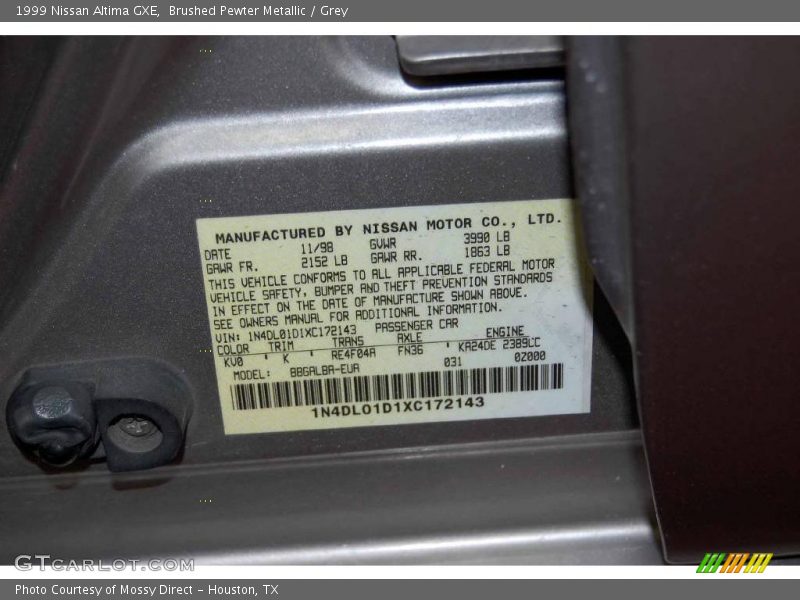 1999 Nissan Altima GXE,  Brushed Pewter Metallic / Grey
MANUFACTURED BY NISSAN MOTOR CO., LTD.
DATE 11/98 GVWR 3990 LB
GAWR FR. 2152 LB GAWR RR. 1863 LB
THIS VEHICLE CONFORMS TO ALL APPLICABLE FEDERAL MOTOR
VEHICLE SAFETY, BUMPER AND THEFT PREVENTION STANDARDS
IN EFFECT ON THE DATE OF MANUFACTURE SHOWN ABOVE.
SEE OWNERS MANUAL FOR ADDITIONAL INFORMATION.
VIN: 1N4DL01D1XC172143 PASSENGER CAR
COLOR TRIM TRANS AXLE ENGINE
KV0 ' K ' RE4F04A FN36 ' KA24DE 2389CC
MODEL: BBGALBA-EUA 031 02000
1N4DL01D1XC172143
GTcarlot.com
Photo Courtesy of Mossy Direct – Houston, TX